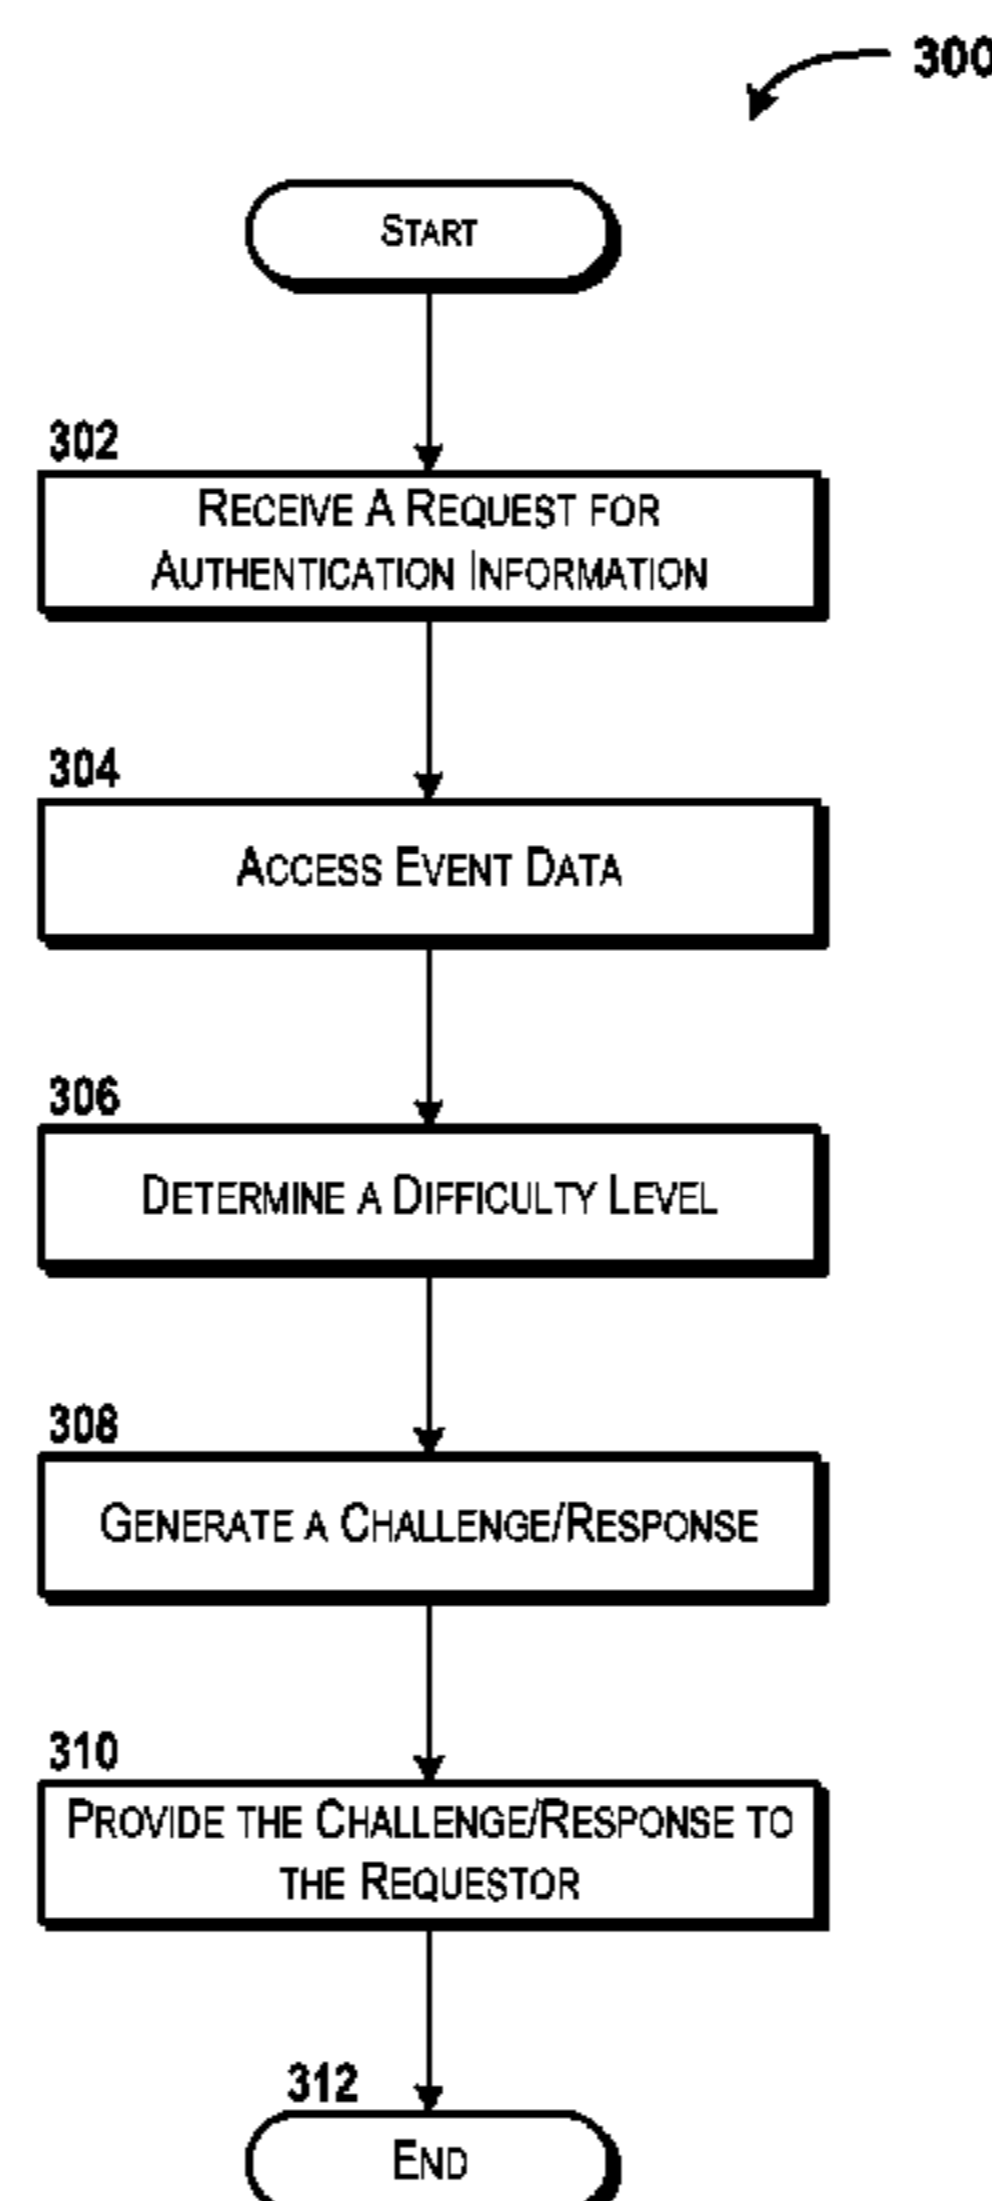 300
START
302
RECEIVE A REQUEST FOR
AUTHENTICATION INFORMATION
304
ACCESS EVENT DATA
306
DETERMINE A DIFFICULTY LEVEL
308
GENERATE A CHALLENGE/RESPONSE
310
PROVIDE THE CHALLENGE/RESPONSE TO
THE REQUESTOR
312
END